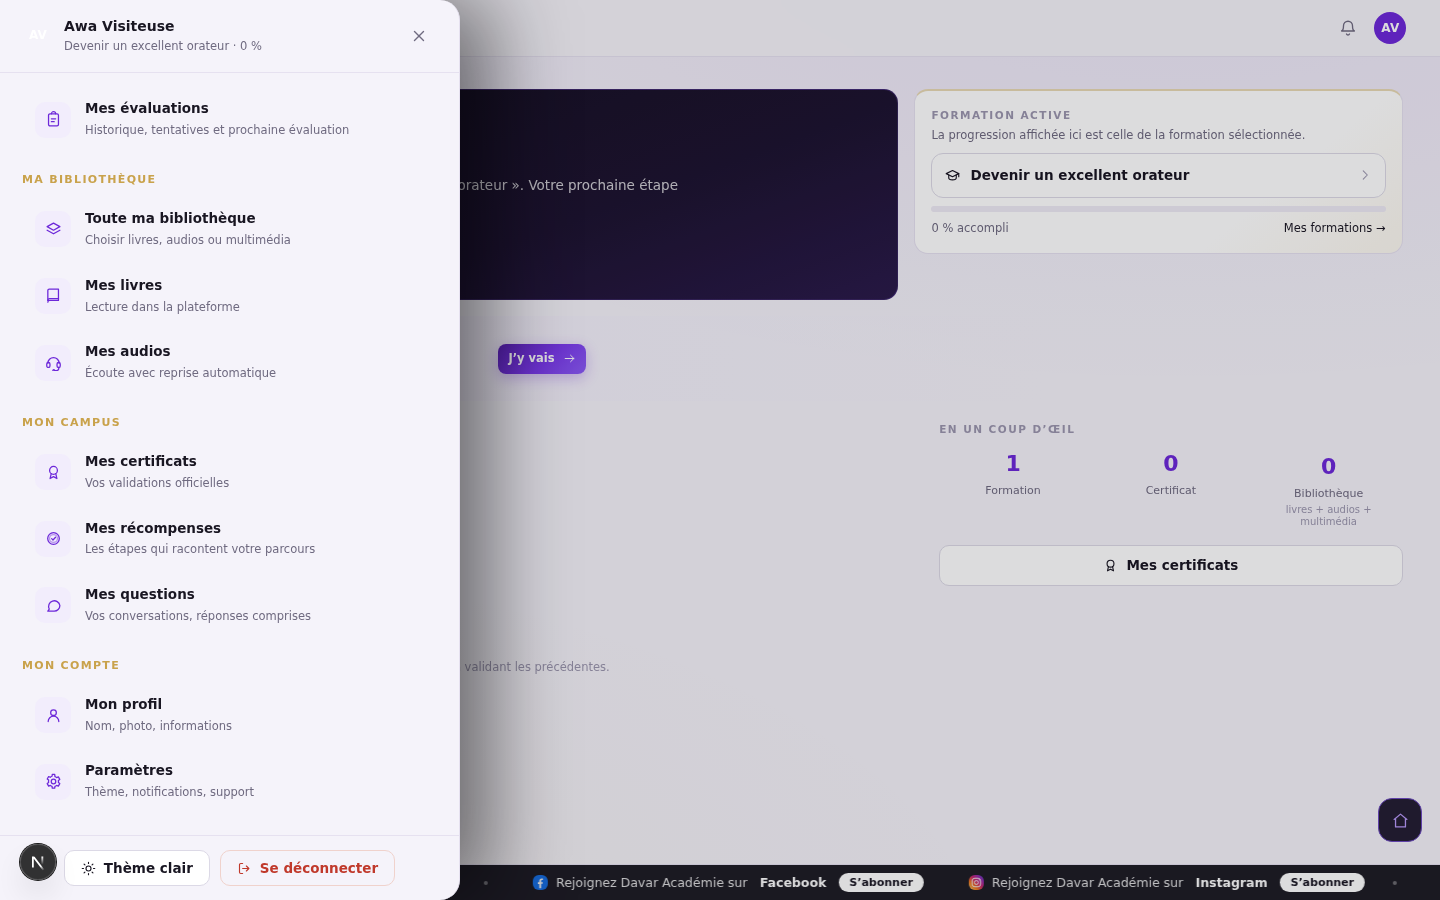 AV
Awa Visiteuse
Devenir un excellent orateur · 0 %
Mes évaluations
Historique, tentatives et prochaine évaluation
MA BIBLIOTHÈQUE
Toute ma bibliothèque
Choisir livres, audios ou multimédia
Mes livres
Lecture dans la plateforme
Mes audios
Écoute avec reprise automatique
MON CAMPUS
Mes certificats
Vos validations officielles
Mes récompenses
Les étapes qui racontent votre parcours
Mes questions
Vos conversations, réponses comprises
MON COMPTE
Mon profil
Nom, photo, informations
Paramètres
Thème, notifications, support
N
Thème clair
Se déconnecter
AV
orateur ». Votre prochaine étape
FORMATION ACTIVE
La progression affichée ici est celle de la formation sélectionnée.
Devenir un excellent orateur
0 % accompli
Mes formations →
J’y vais →
EN UN COUP D’ŒIL
1
Formation
0
Certificat
0
Bibliothèque
livres + audios +
multimédia
Mes certificats
validant les précédentes.
Rejoignez Davar Académie sur Facebook S’abonner
Rejoignez Davar Académie sur Instagram S’abonner